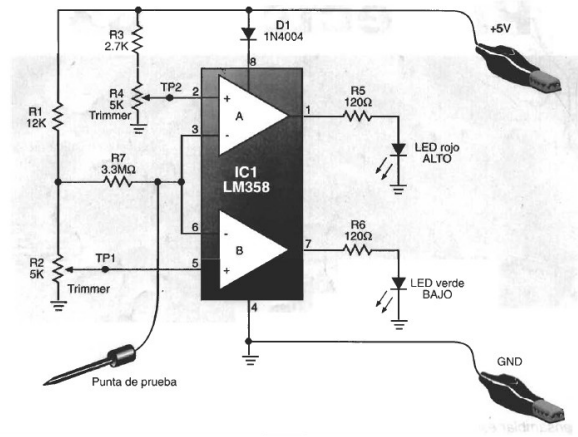 D1
1N4004
+5V
R3
2.7K
8
R4
5K
Trimmer
TP2
2
+
A
1
R5
120Ω
R1
12K
3
-
LED rojo
ALTO
R7
3.3MΩ
IC1
LM358
6
-
B
7
R6
120Ω
R2
5K
Trimmer
TP1
5
+
LED verde
BAJO
4
GND
Punta de prueba